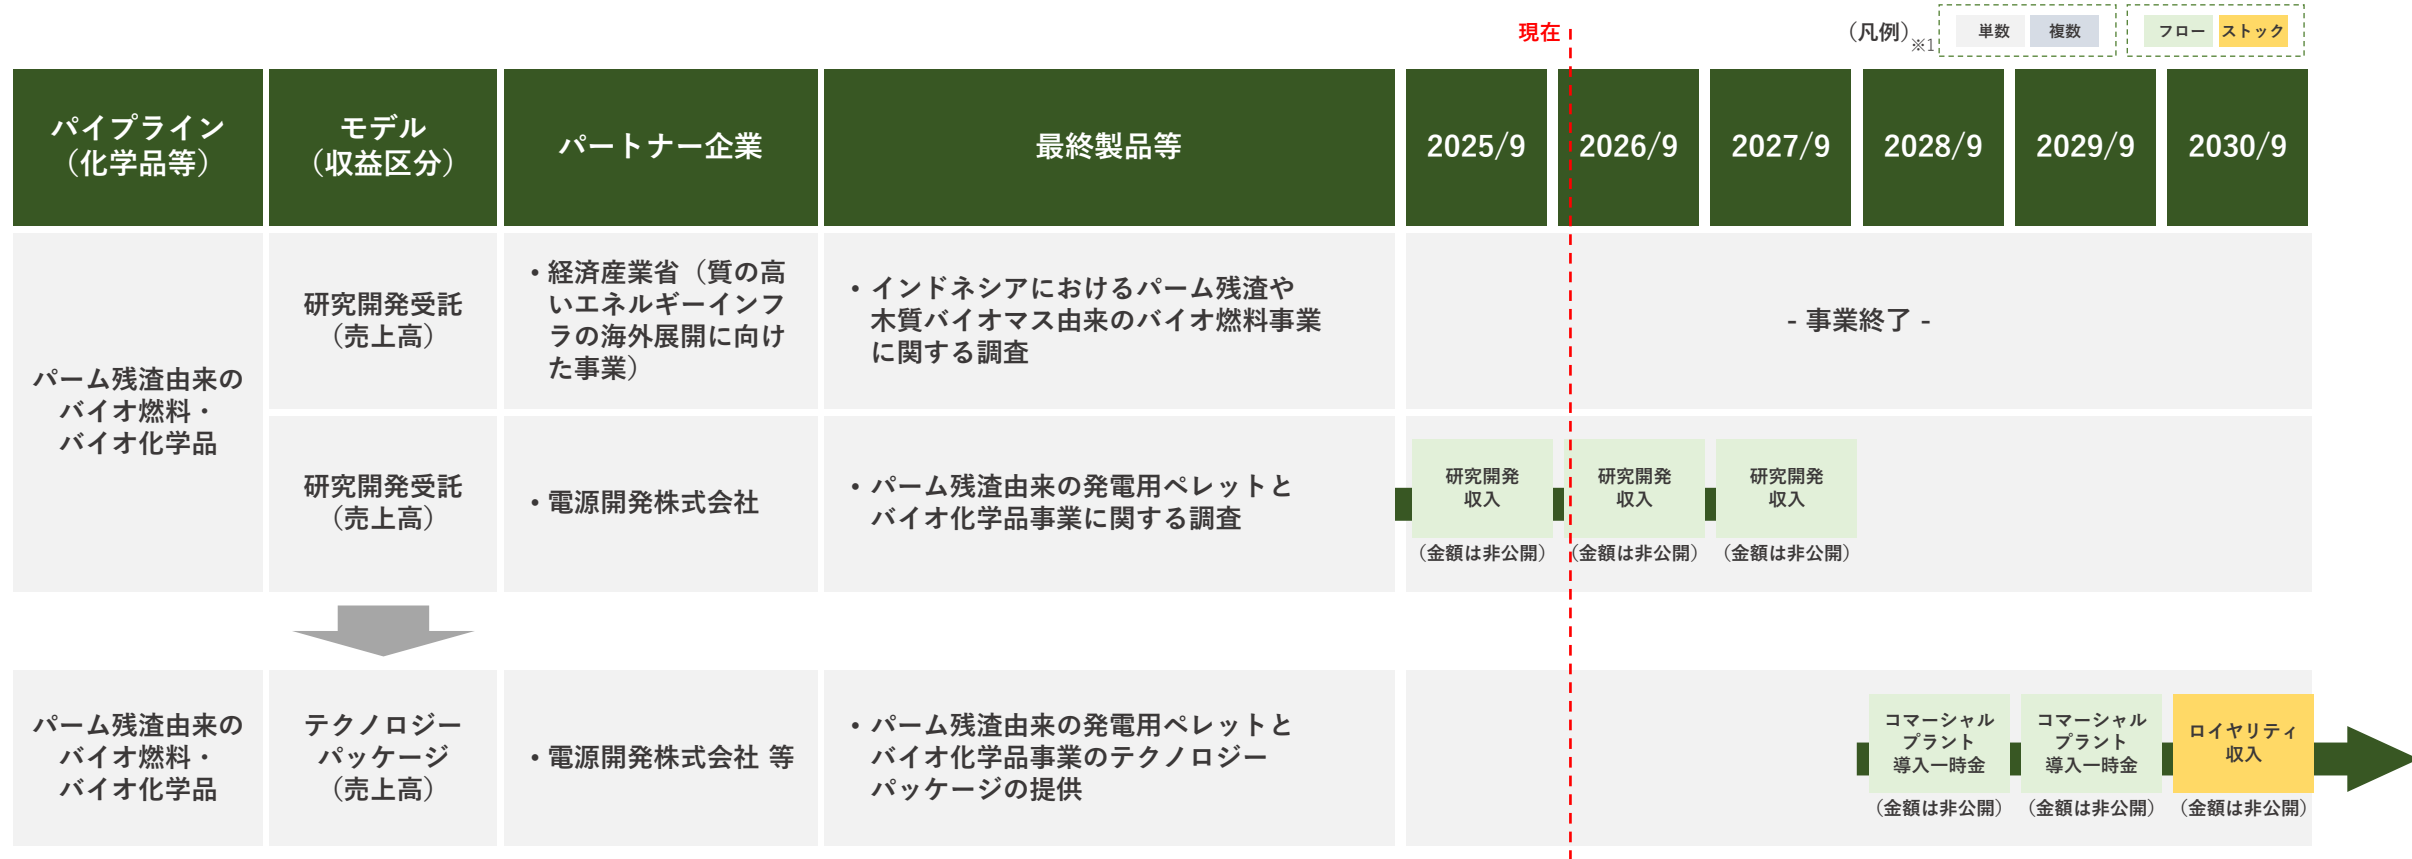 現在
（凡例）※1
単数
複数
フロー
ストック
パイプライン
（化学品等）
モデル
（収益区分）
パートナー企業
最終製品等
2025/9
2026/9
2027/9
2028/9
2029/9
2030/9
パーム残渣由来の
バイオ燃料・
バイオ化学品
研究開発受託
（売上高）
・経済産業省（質の高
いエネルギーインフ
ラの海外展開に向け
た事業）
・インドネシアにおけるパーム残渣や
木質バイオマス由来のバイオ燃料事業
に関する調査
- 事業終了 -
研究開発受託
（売上高）
・電源開発株式会社
・パーム残渣由来の発電用ペレットと
バイオ化学品事業に関する調査
研究開発
収入
（金額は非公開）
研究開発
収入
（金額は非公開）
研究開発
収入
（金額は非公開）
パーム残渣由来の
バイオ燃料・
バイオ化学品
テクノロジー
パッケージ
（売上高）
・電源開発株式会社 等
・パーム残渣由来の発電用ペレットと
バイオ化学品事業のテクノロジー
パッケージの提供
コマーシャル
プラント
導入一時金
（金額は非公開）
コマーシャル
プラント
導入一時金
（金額は非公開）
ロイヤリティ
収入
（金額は非公開）